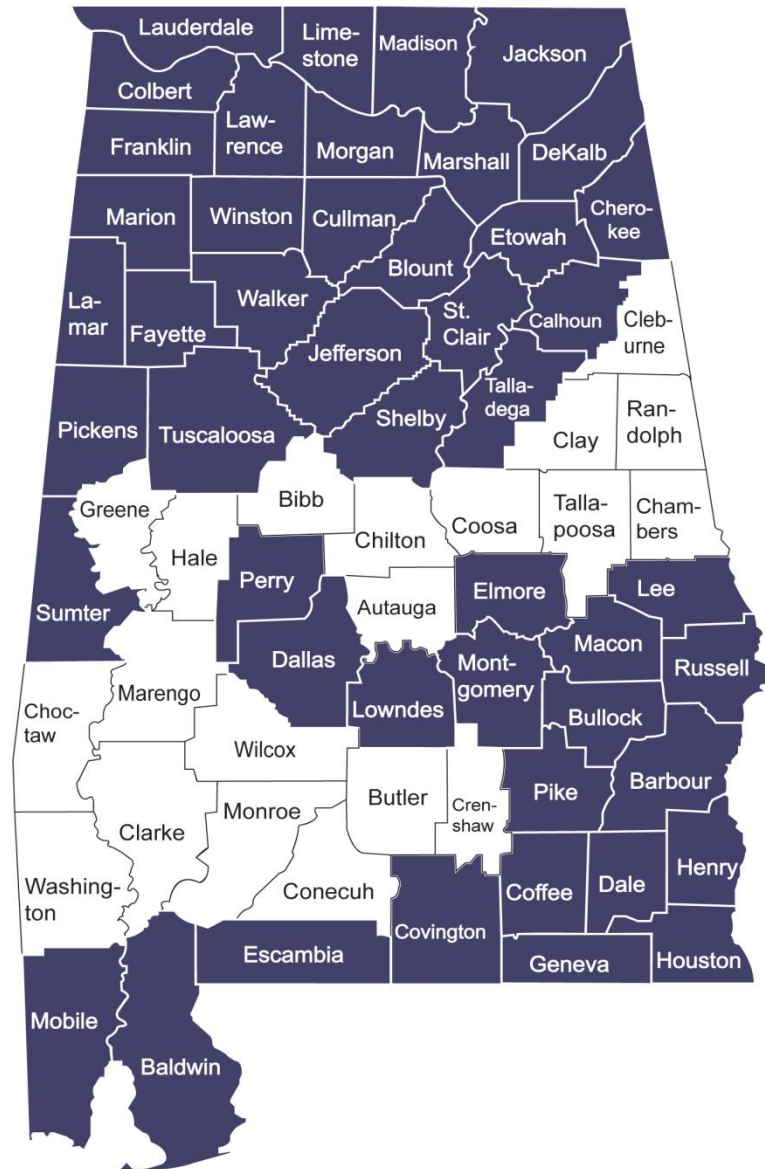 Lauderdale
Lime-
stone
Madison
Jackson
Colbert
Law-
rence
Franklin
Morgan
Marshall
DeKalb
Marion
Winston
Cullman
Chero-
kee
Etowah
Blount
La-
mar
Walker
St.
Clair
Calhoun
Cleb-
urne
Fayette
Jefferson
Talla-
dega
Shelby
Pickens
Tuscaloosa
Clay
Ran-
dolph
Greene
Bibb
Hale
Chilton
Coosa
Talla-
poosa
Cham-
bers
Sumter
Perry
Autauga
Elmore
Lee
Dallas
Macon
Mont-
gomery
Russell
Marengo
Choc-
taw
Lowndes
Bullock
Wilcox
Butler
Cren-
shaw
Pike
Barbour
Clarke
Monroe
Washing-
ton
Conecuh
Coffee
Dale
Henry
Covington
Escambia
Geneva
Houston
Mobile
Baldwin